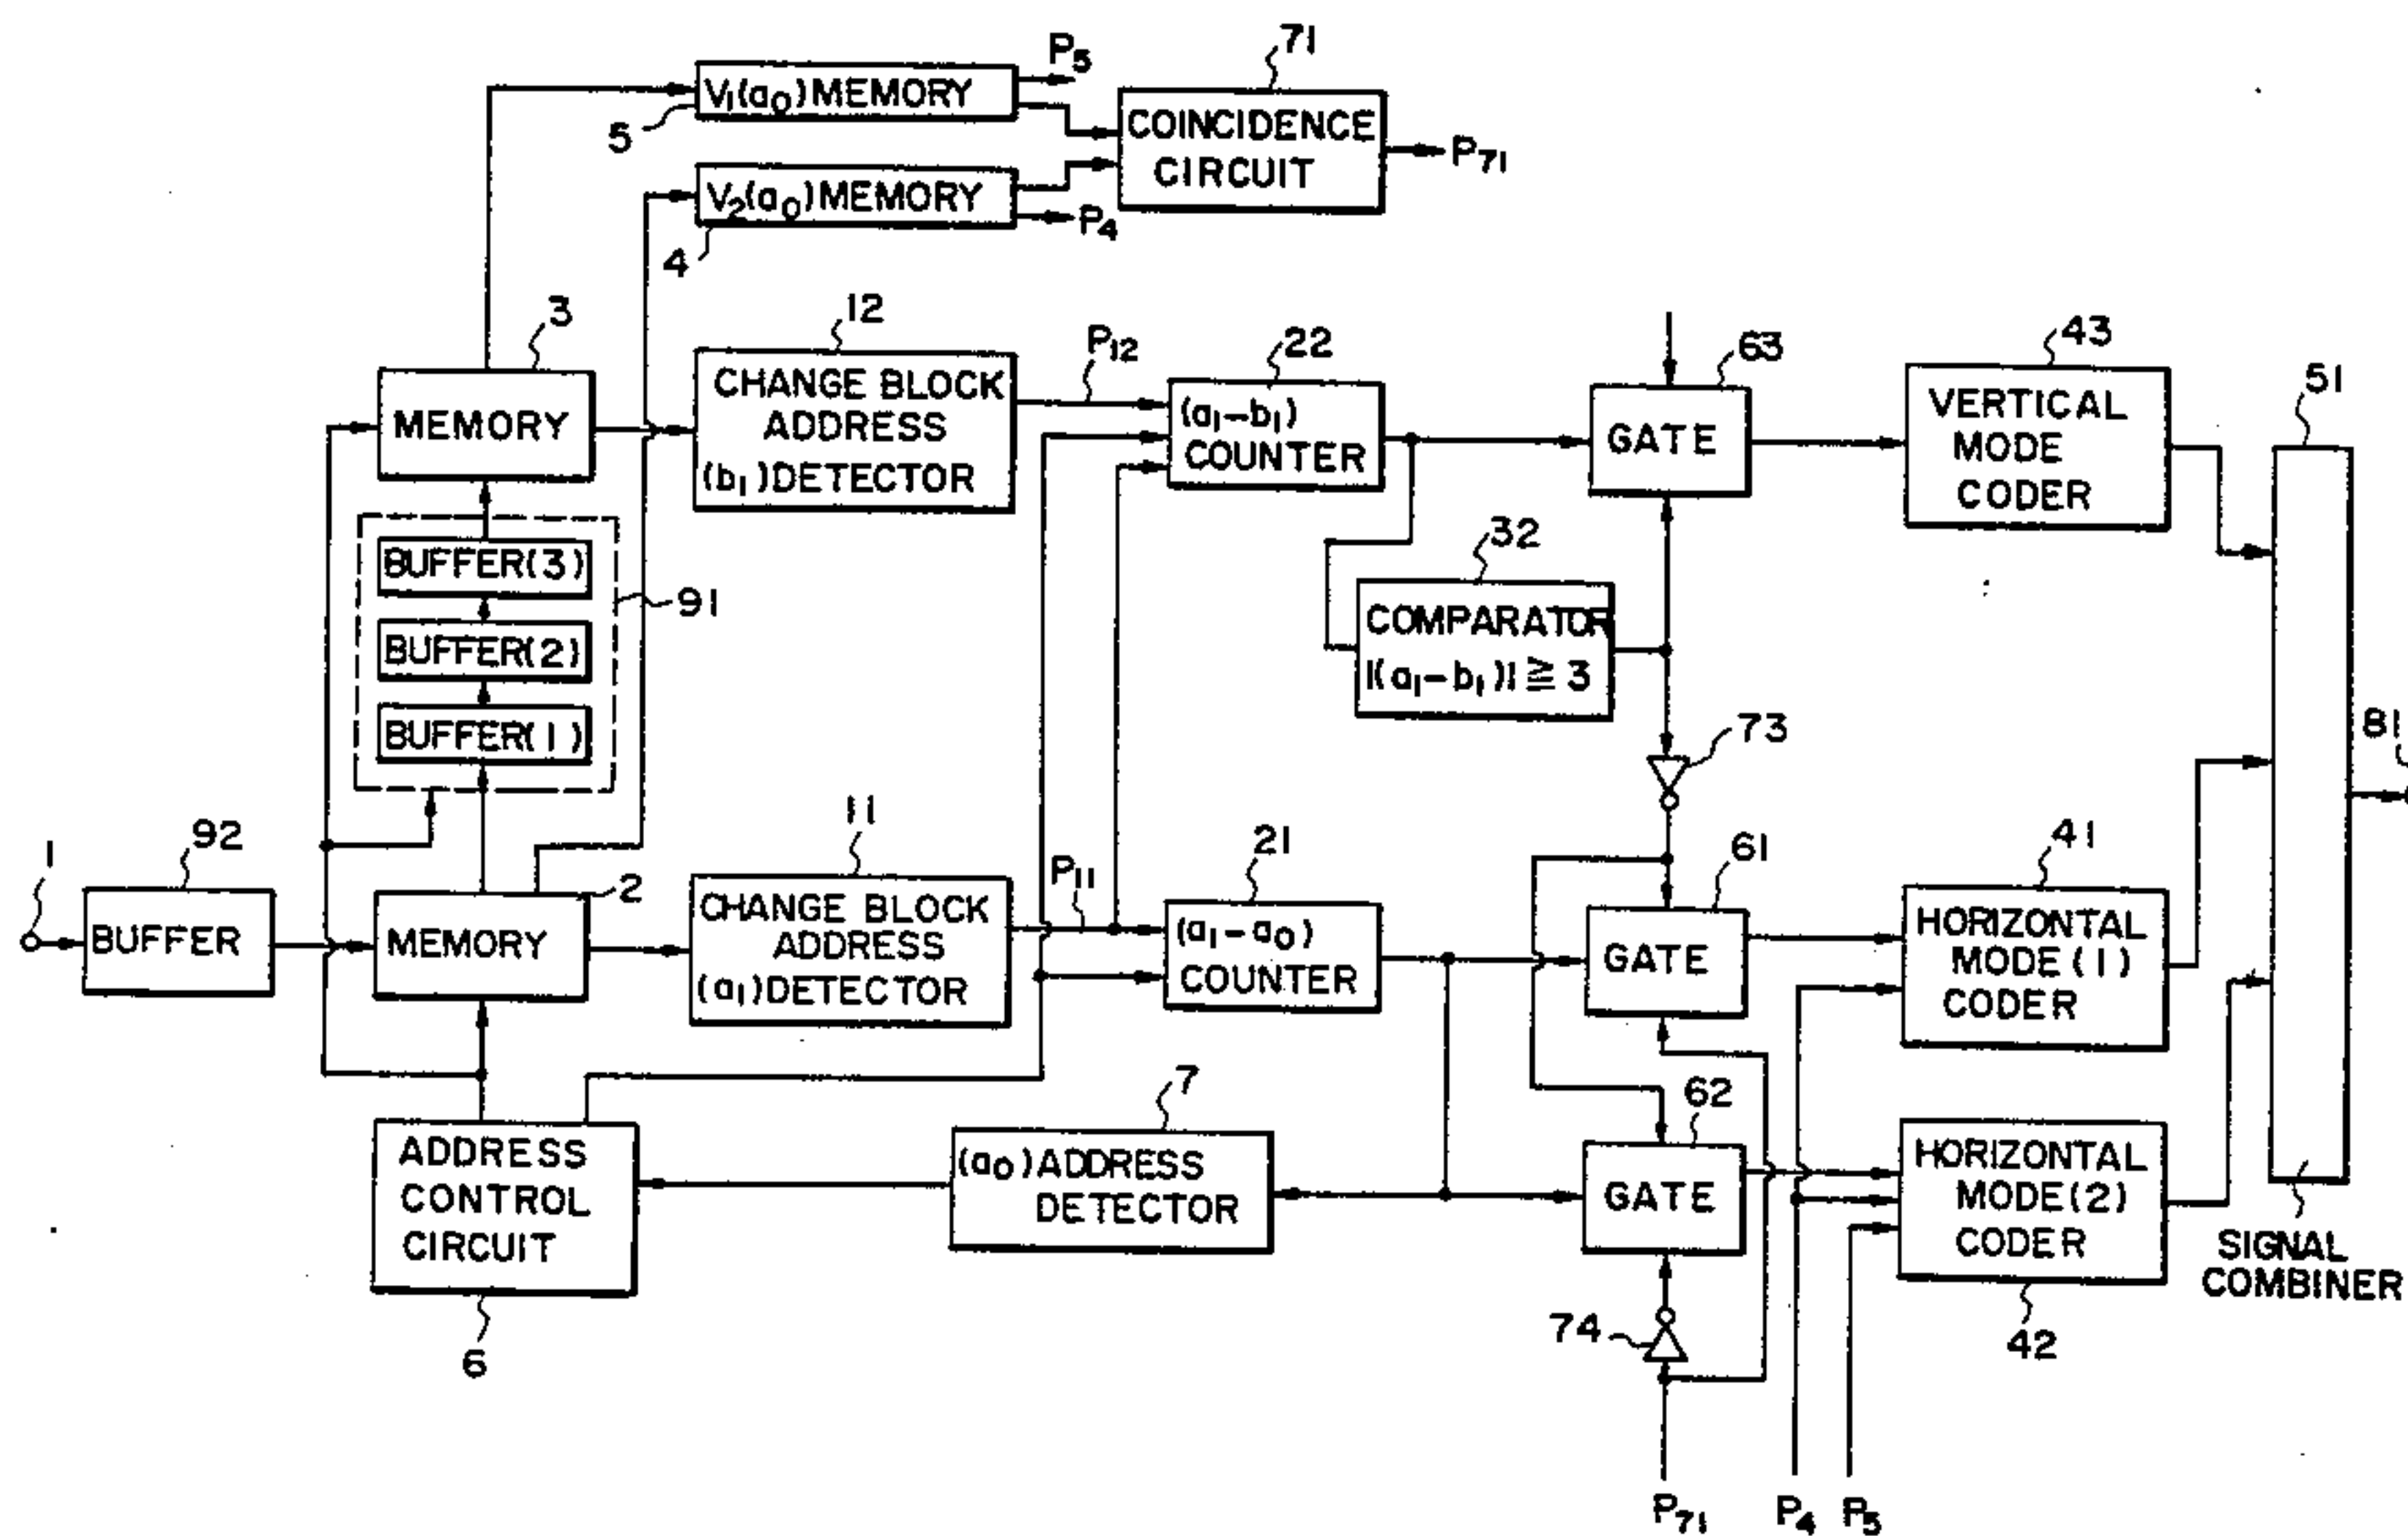 P5
71
V1(a0)MEMORY
5
COINCIDENCE
CIRCUIT
P71
V2(a0)MEMORY
4
P4
3
12
P12
22
63
43
51
MEMORY
CHANGE BLOCK
ADDRESS
(b1)DETECTOR
(a1-b1)
COUNTER
GATE
VERTICAL
MODE
CODER
BUFFER(3)
BUFFER(2)
BUFFER(1)
91
32
COMPARATOR
|(a1-b1)| ≧ 3
73
81
1
92
BUFFER
2
MEMORY
11
CHANGE BLOCK
ADDRESS
(a1)DETECTOR
P11
21
(a1-a0)
COUNTER
61
GATE
41
HORIZONTAL
MODE(1)
CODER
ADDRESS
CONTROL
CIRCUIT
6
7
(a0)ADDRESS
DETECTOR
62
GATE
74
HORIZONTAL
MODE(2)
CODER
42
SIGNAL
COMBINER
P71
P4
P5